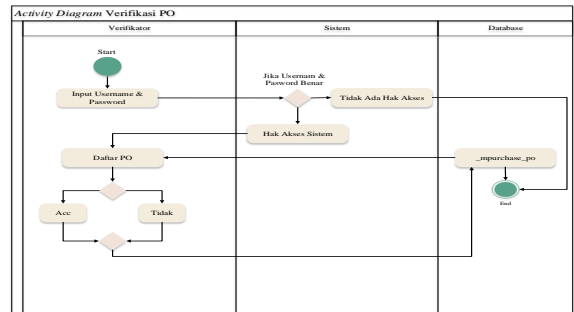 Activity Diagram Verifikasi PO
Verifikator
Sistem
Database
Start
Input Username &
Password
Jika Usernam &
Pasword Benar
Tidak Ada Hak Akses
Hak Akses Sistem
Daftar PO
_mpurchase_po
Acc
Tidak
End